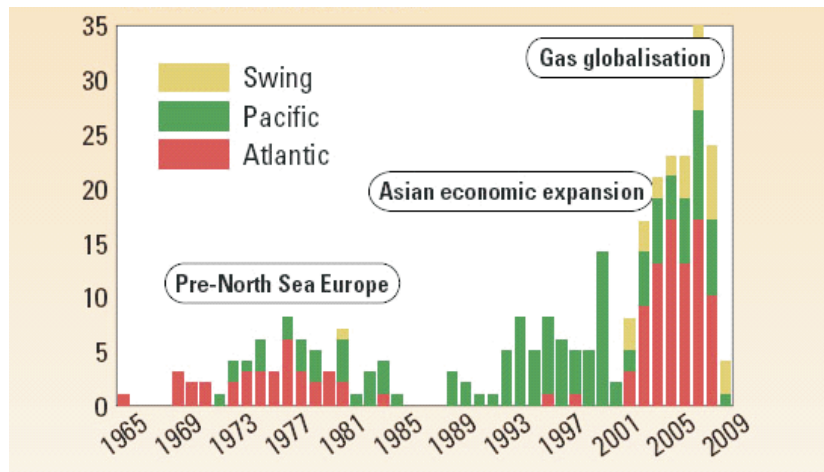 35
Gas globalisation
Swing
30
Pacific
25
Atlantic
20
Asian economic expansion
15
Pre-North Sea Europe
10
5
0
1965 1969 1973 1977 1981 1985 1989 1993 1997 2001 2005 2009